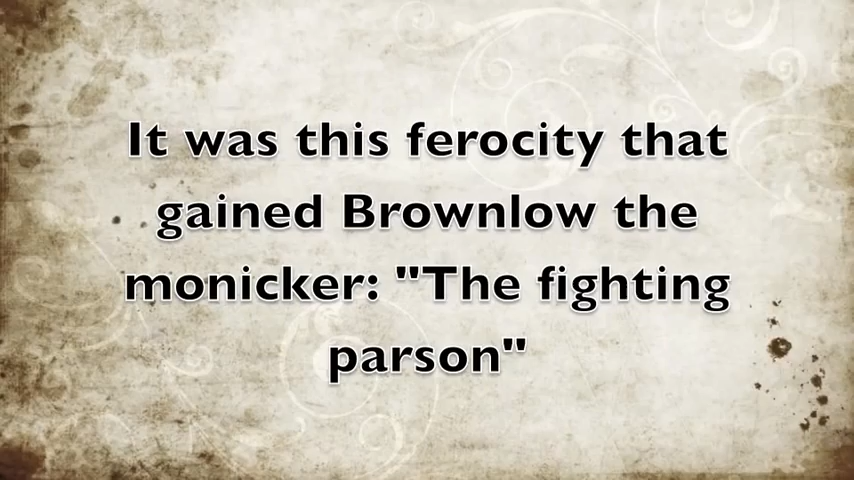 It was this ferocity that
gained Brownlow the
monicker: "The fighting
parson"